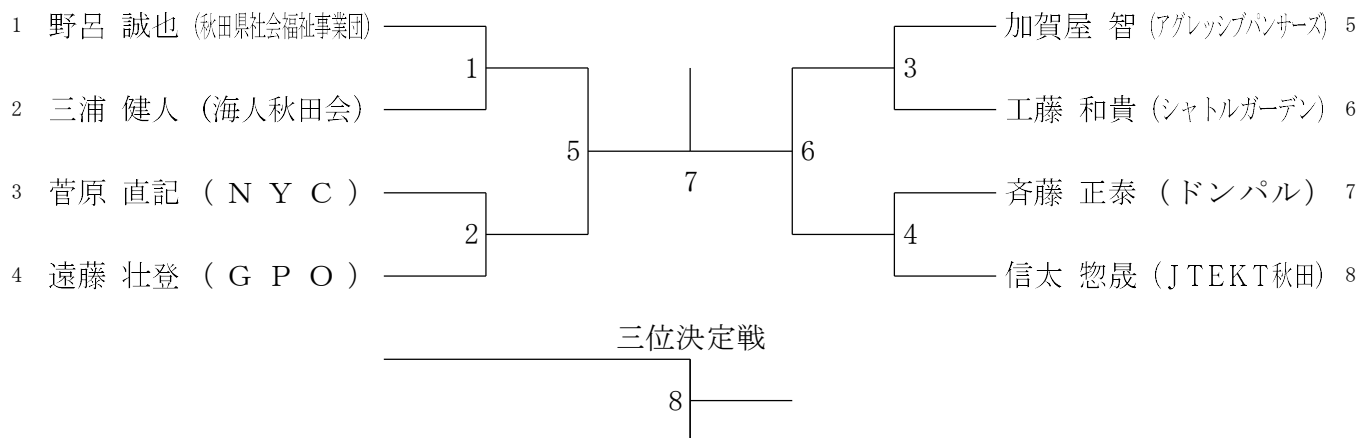 1 野呂 誠也 (秋田県社会福祉事業団)
1
2 三浦 健人 (海人秋田会)
5
3 菅原 直記 (NYC)
2
4 遠藤 壮登 (GPO)
7
加賀屋 智 (アグレッシブパンサーズ) 5
3
工藤 和貴 (シャトルガーデン) 6
6
斉藤 正泰 (ドンパル) 7
4
信太 惣晟 (JTEKT秋田) 8
三位決定戦
8